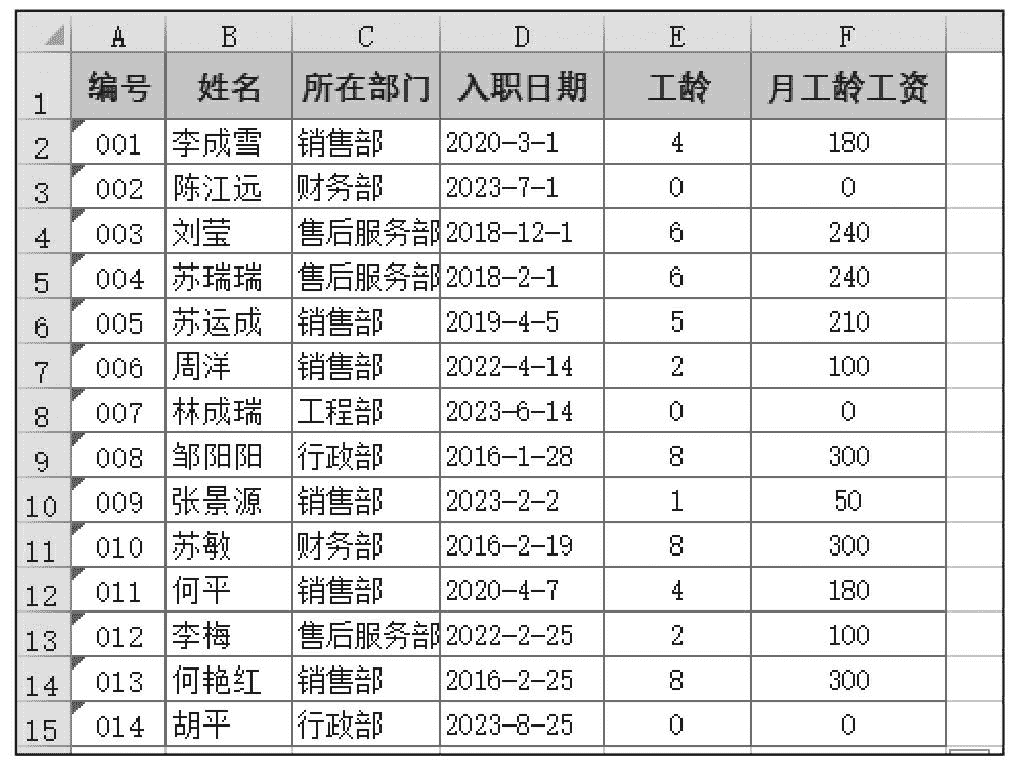 A B C D E F
1 编号 姓名 所在部门 入职日期 工龄 月工龄工资
2 001 李成雪 销售部 2020-3-1 4 180
3 002 陈江远 财务部 2023-7-1 0 0
4 003 刘莹 售后服务部 2018-12-1 6 240
5 004 苏瑞瑞 售后服务部 2018-2-1 6 240
6 005 苏运成 销售部 2019-4-5 5 210
7 006 周洋 销售部 2022-4-14 2 100
8 007 林成瑞 工程部 2023-6-14 0 0
9 008 邹阳阳 行政部 2016-1-28 8 300
10 009 张景源 销售部 2023-2-2 1 50
11 010 苏敏 财务部 2016-2-19 8 300
12 011 何平 销售部 2020-4-7 4 180
13 012 李梅 售后服务部 2022-2-25 2 100
14 013 何艳红 销售部 2016-2-25 8 300
15 014 胡平 行政部 2023-8-25 0 0